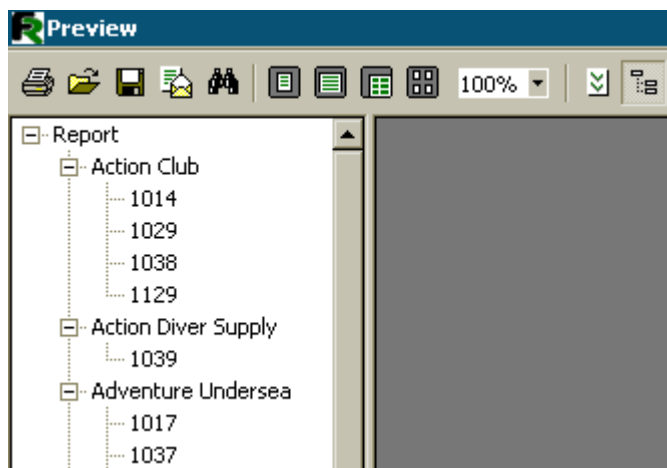 Preview
100%
Report
Action Club
1014
1029
1038
1129
Action Diver Supply
1039
Adventure Undersea
1017
1037